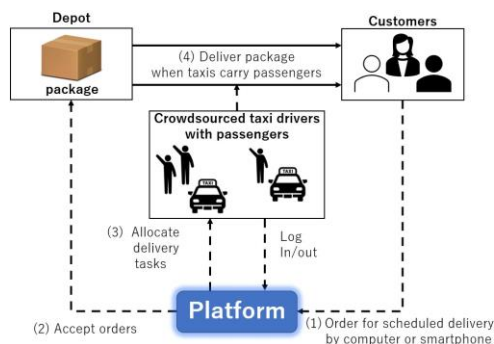 Depot
Customers
package
(4) Deliver package
when taxis carry passengers
Crowdsourced taxi drivers
with passengers
TAXI
TAXI
(3) Allocate
delivery
tasks
Log
In/out
Platform
(2) Accept orders
(1) Order for scheduled delivery
by computer or smartphone